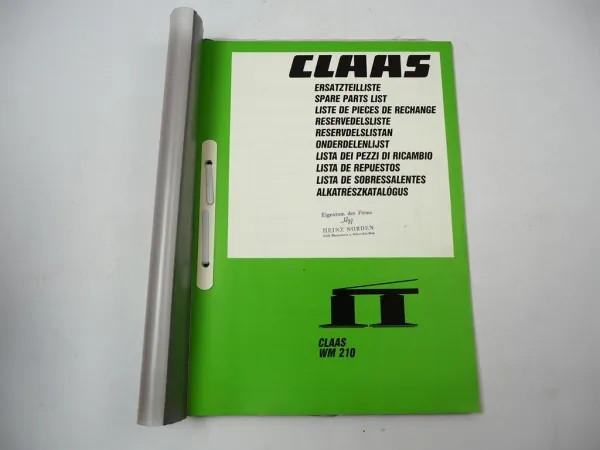 CLAAS
ERSATZTEILLISTE
SPARE PARTS LIST
LISTE DE PIECES DE RECHANGE
RESERVEDELSLISTE
RESERVDELSLISTAN
ONDERDELENLIJST
LISTA DEI PEZZI DI RICAMBIO
LISTA DE REPUESTOS
LISTA DE SOBRESSALENTES
ALKATRÉSZKATALÓGUS
Eigentum der Firma
HEINZ NORDEN
CLAAS
WM 210